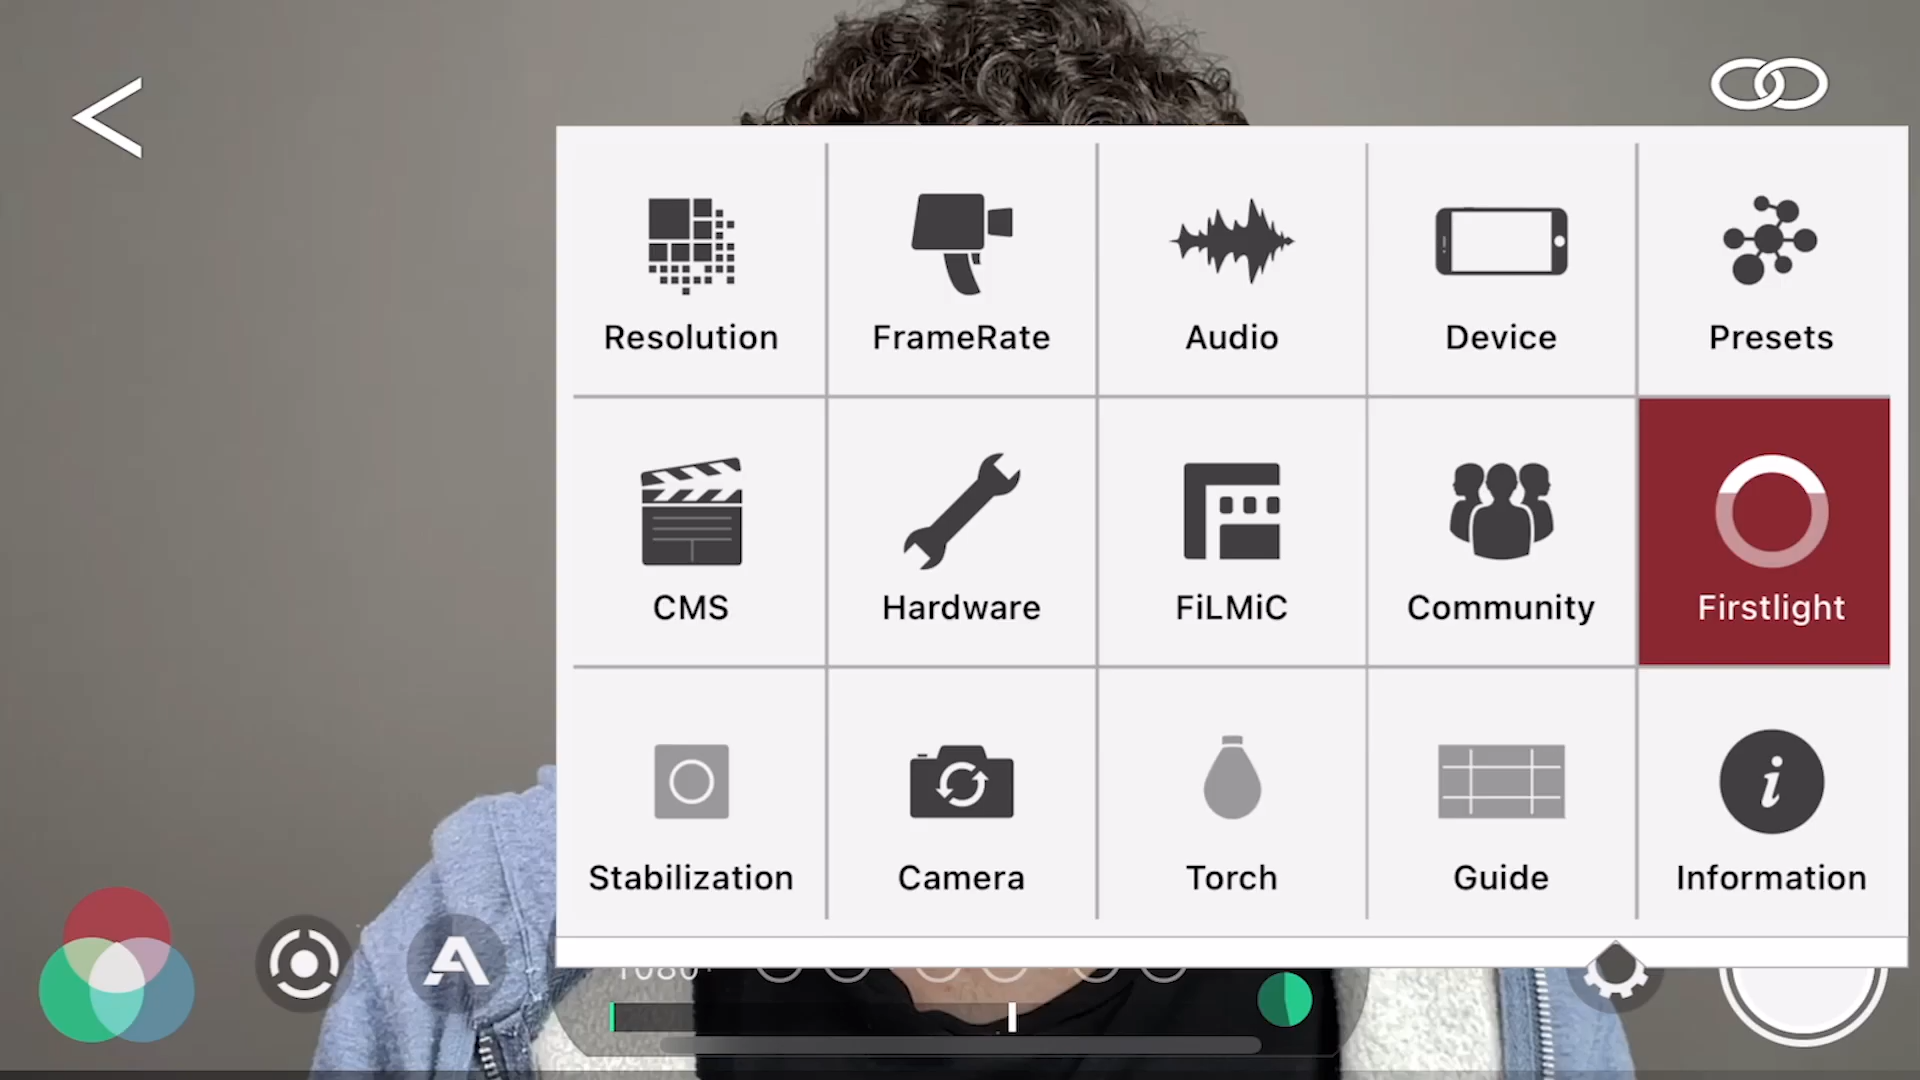 Resolution
FrameRate
Audio
Device
Presets
CMS
Hardware
FiLMiC
Community
Firstlight
Stabilization
Camera
Torch
Guide
Information
A